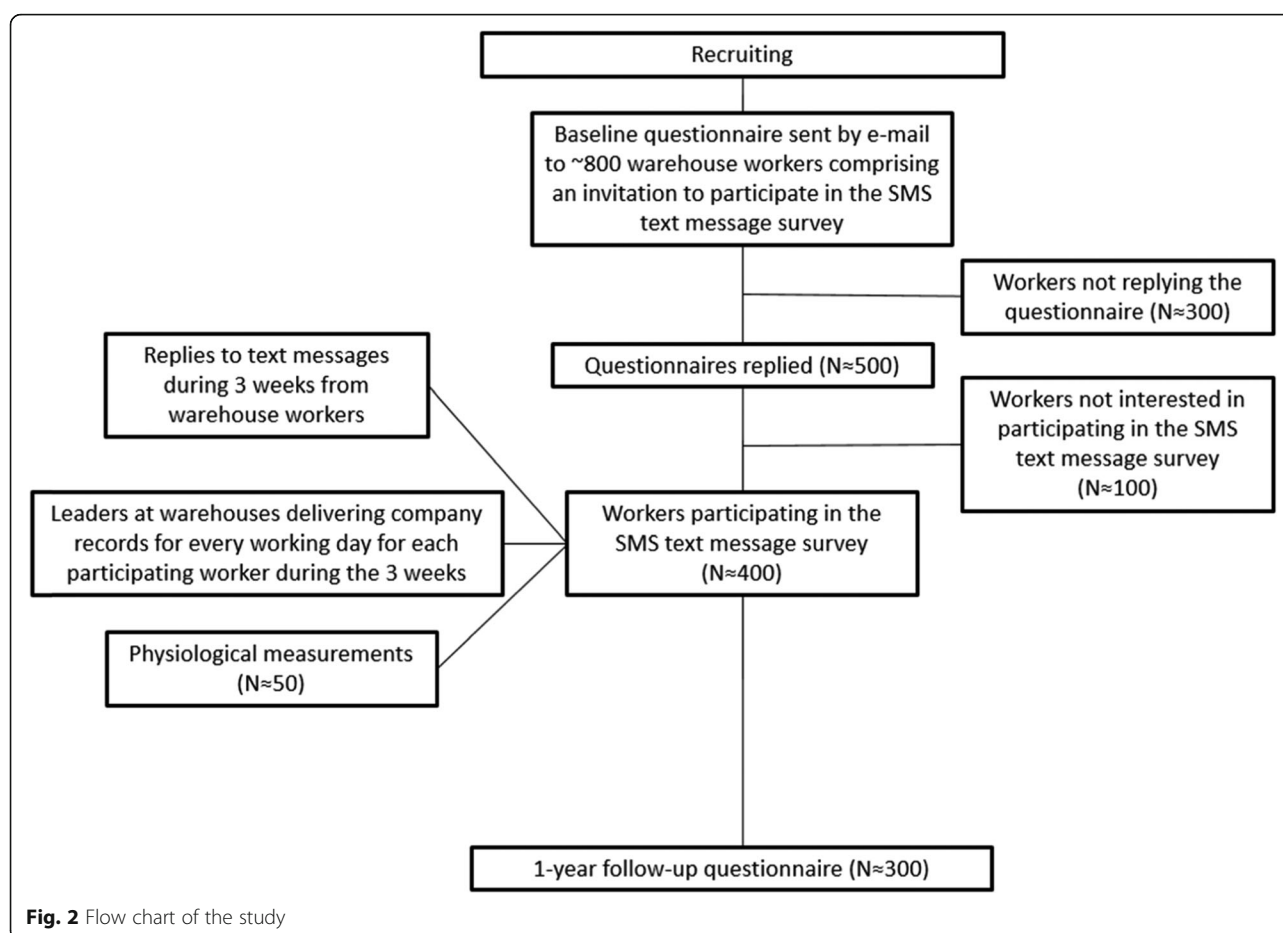 Recruiting
Baseline questionnaire sent by e-mail
to ~800 warehouse workers comprising
an invitation to participate in the SMS
text message survey
Workers not replying the
questionnaire (N≈300)
Replies to text messages
during 3 weeks from
warehouse workers
Questionnaires replied (N≈500)
Workers not interested in
participating in the SMS
text message survey
(N≈100)
Leaders at warehouses delivering company
records for every working day for each
participating worker during the 3 weeks
Workers participating in the
SMS text message survey
(N≈400)
Physiological measurements
(N≈50)
1-year follow-up questionnaire (N≈300)
Fig. 2 Flow chart of the study